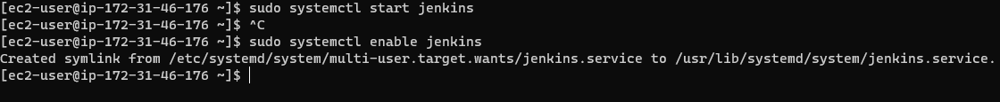 [ec2-user@ip-172-31-46-176 ~]$ sudo systemctl start jenkins
[ec2-user@ip-172-31-46-176 ~]$ ^C
[ec2-user@ip-172-31-46-176 ~]$ sudo systemctl enable jenkins
Created symlink from /etc/systemd/system/multi-user.target.wants/jenkins.service to /usr/lib/systemd/system/jenkins.service.
[ec2-user@ip-172-31-46-176 ~]$